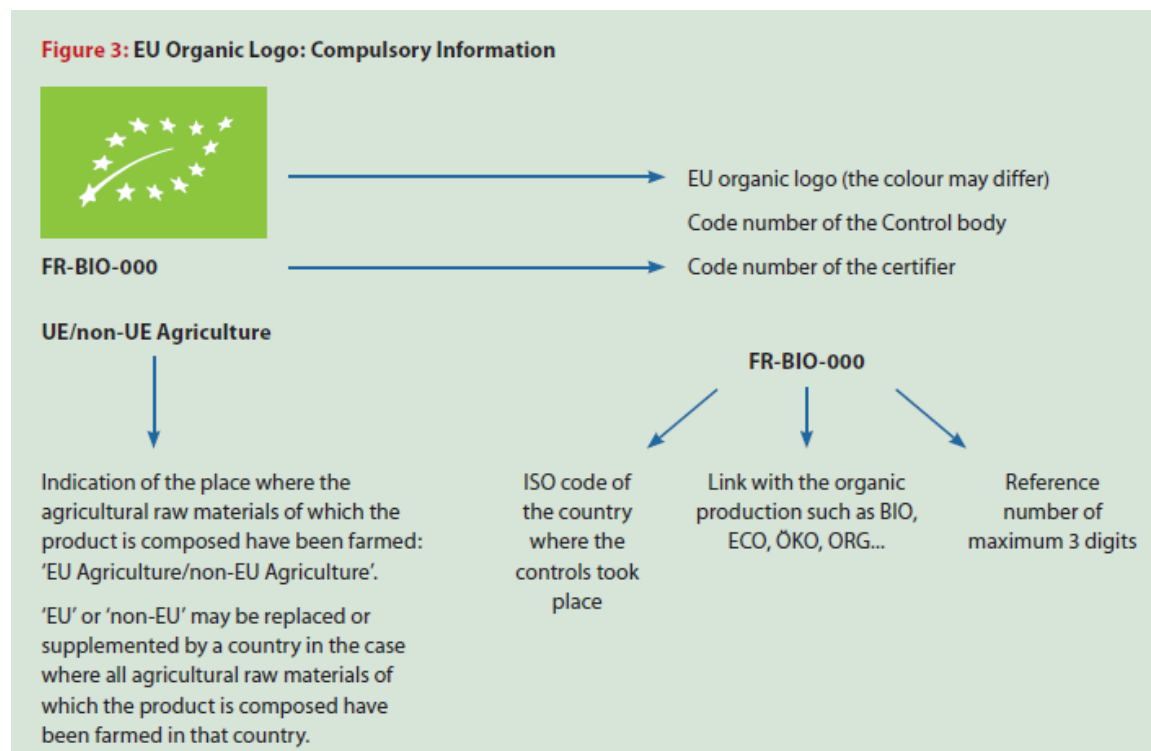 Figure 3: EU Organic Logo: Compulsory Information
EU organic logo (the colour may differ)
Code number of the Control body
FR-BIO-000
Code number of the certifier
UE/non-UE Agriculture
Indication of the place where the
agricultural raw materials of which the
product is composed have been farmed:
‘EU Agriculture/non-EU Agriculture’.
‘EU’ or ‘non-EU’ may be replaced or
supplemented by a country in the case
where all agricultural raw materials of
which the product is composed have
been farmed in that country.
FR-BIO-000
ISO code of
the country
where the
controls took
place
Link with the organic
production such as BIO,
ECO, ÖKO, ORG...
Reference
number of
maximum 3 digits